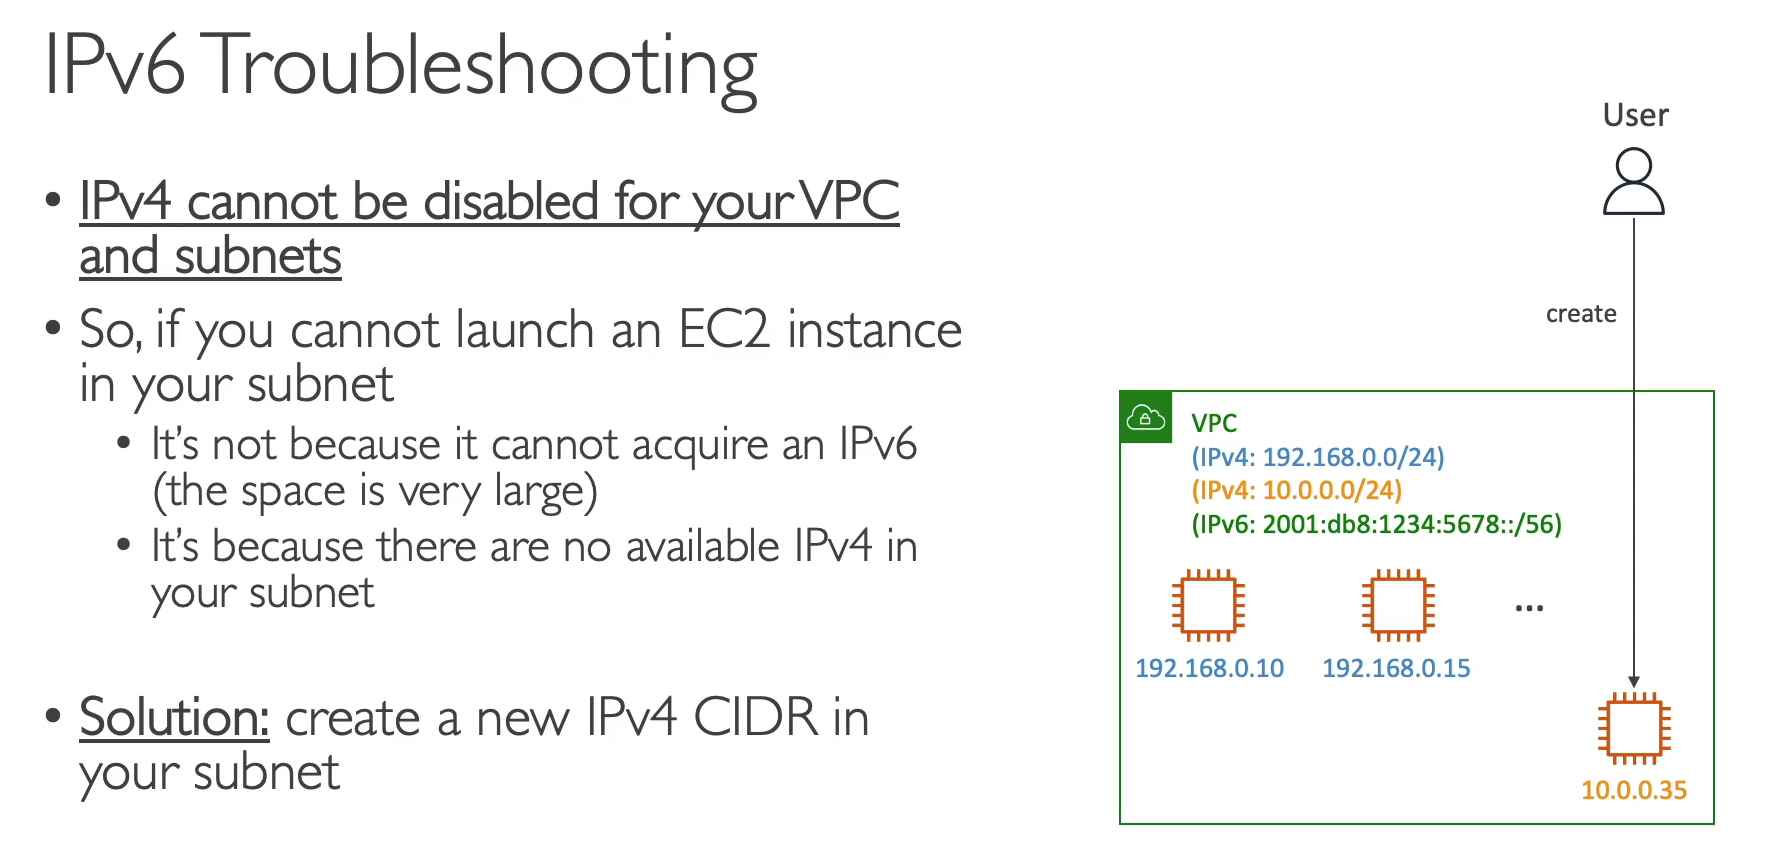 IPv6 Troubleshooting
• IPv4 cannot be disabled for your VPC
and subnets
• So, if you cannot launch an EC2 instance
in your subnet
• It's not because it cannot acquire an IPv6
(the space is very large)
• It's because there are no available IPv4 in
your subnet
• Solution: create a new IPv4 CIDR in
your subnet
User
create
VPC
(IPv4: 192.168.0.0/24)
(IPv4: 10.0.0.0/24)
(IPv6: 2001:db8:1234:5678::/56)
...
192.168.0.10
192.168.0.15
10.0.0.35